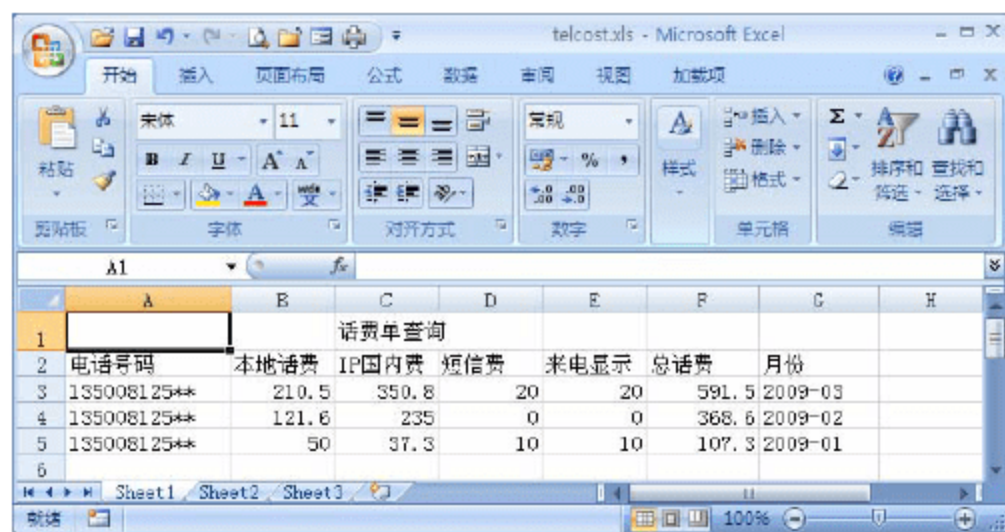 telcost.xls - Microsoft Excel
开始 插入 页面布局 公式 数据 审阅 视图 加载项
宋体 11 常规 插入 Σ
粘贴 B I U A A % , 样式 删除 排序和筛选 查找和选择
A wén 变 .0 .00 .00 .0 格式
剪贴板 字体 对齐方式 数字 单元格 编辑
A1 fx
A B C D E F G H
1 话费单查询
2 电话号码 本地话费 IP国内费 短信费 来电显示 总话费 月份
3 135008125** 210.5 350.8 20 20 591.5 2009-03
4 135008125** 121.6 235 0 0 368.6 2009-02
5 135008125** 50 37.3 10 10 107.3 2009-01
6
Sheet1 Sheet2 Sheet3
就绪 100%